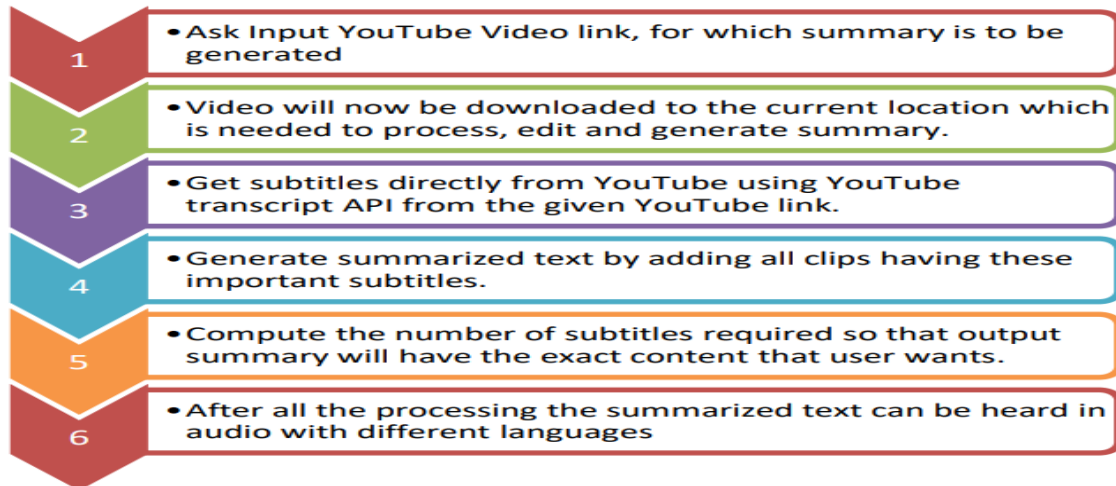 1
• Ask Input YouTube Video link, for which summary is to be
generated
2
• Video will now be downloaded to the current location which
is needed to process, edit and generate summary.
3
• Get subtitles directly from YouTube using YouTube
transcript API from the given YouTube link.
4
• Generate summarized text by adding all clips having these
important subtitles.
5
• Compute the number of subtitles required so that output
summary will have the exact content that user wants.
6
• After all the processing the summarized text can be heard in
audio with different languages